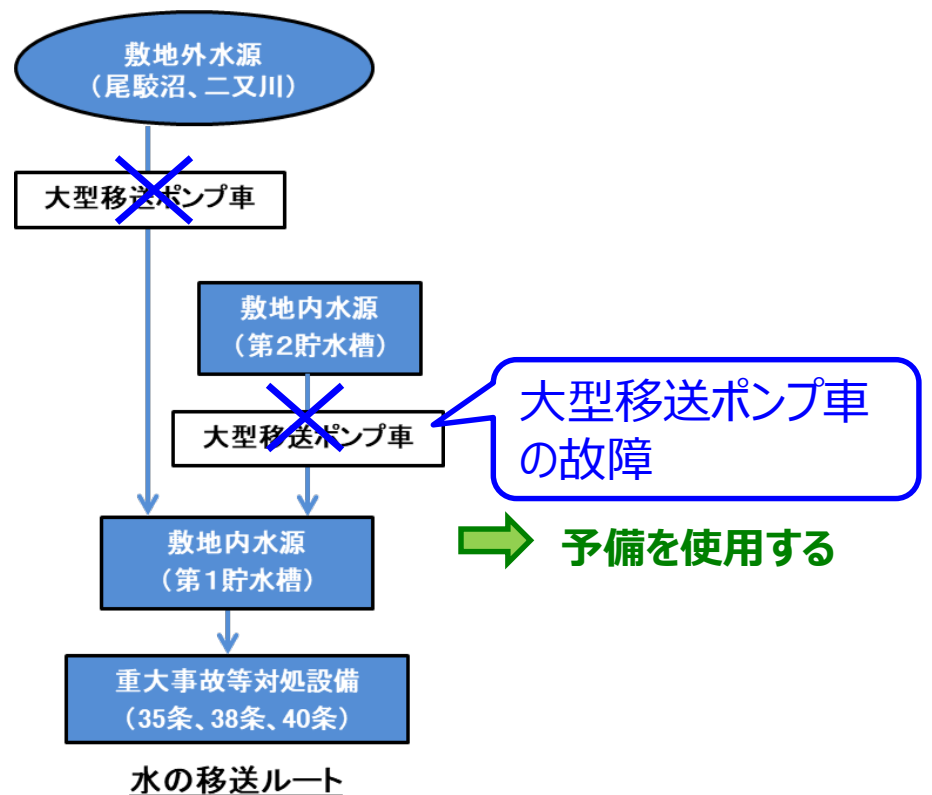 敷地外水源
（尾駮沼、二又川）
大型移送ポンプ車
敷地内水源
（第２貯水槽）
大型移送ポンプ車
大型移送ポンプ車
の故障
敷地内水源
（第１貯水槽）
予備を使用する
重大事故等対処設備
（35条、38条、40条）
水の移送ルート